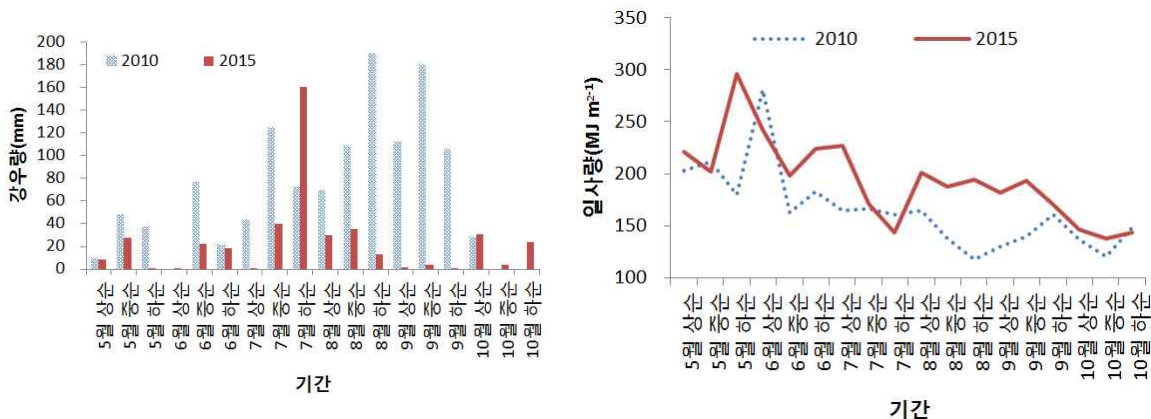 강우량(mm)
200
180
160
140
120
100
80
60
40
20
0
2010
2015
5월 상순
5월 중순
5월 하순
6월 상순
6월 중순
6월 하순
7월 상순
7월 중순
7월 하순
8월 상순
8월 중순
8월 하순
9월 상순
9월 중순
9월 하순
10월 상순
10월 중순
10월 하순
기간
일사량(MJ m²⁻¹)
350
300
250
200
150
100
2010
2015
5월 상순
5월 중순
5월 하순
6월 상순
6월 중순
6월 하순
7월 상순
7월 중순
7월 하순
8월 상순
8월 중순
8월 하순
9월 상순
9월 중순
9월 하순
10월 상순
10월 중순
10월 하순
기간